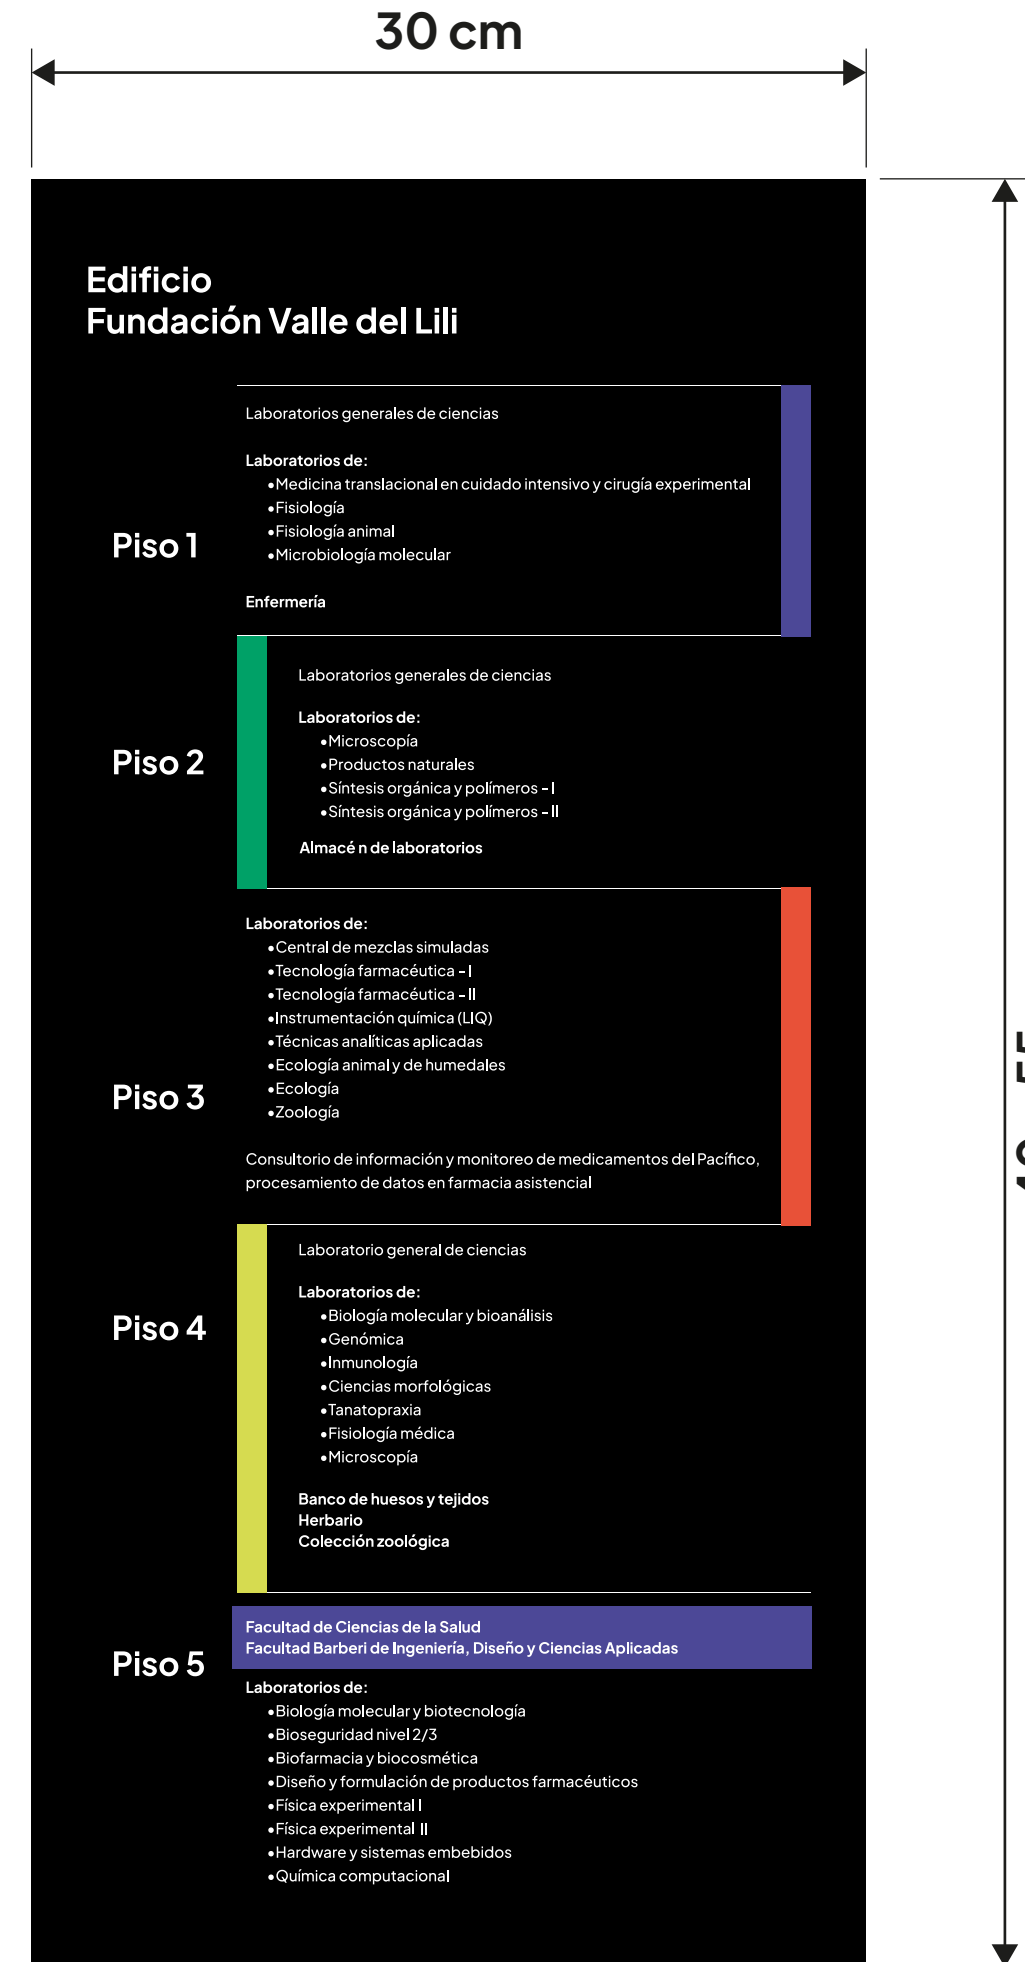 30 cm
Edificio
Fundación Valle del Lili
Piso 1
Laboratorios generales de ciencias
Laboratorios de:
•Medicina translacional en cuidado intensivo y cirugía experimental
•Fisiología
•Fisiología animal
•Microbiología molecular
Enfermería
Piso 2
Laboratorios generales de ciencias
Laboratorios de:
•Microscopía
•Productos naturales
•Síntesis orgánica y polímeros - I
•Síntesis orgánica y polímeros - II
Almacé n de laboratorios
Piso 3
Laboratorios de:
•Central de mezclas simuladas
•Tecnología farmacéutica - I
•Tecnología farmacéutica - II
•Instrumentación química (LIQ)
•Técnicas analíticas aplicadas
•Ecología animal y de humedales
•Ecología
•Zoología
Consultorio de información y monitoreo de medicamentos del Pacífico,
procesamiento de datos en farmacia asistencial
Piso 4
Laboratorio general de ciencias
Laboratorios de:
•Biología molecular y bioanálisis
•Genómica
•Inmunología
•Ciencias morfológicas
•Tanatopraxia
•Fisiología médica
•Microscopía
Banco de huesos y tejidos
Herbario
Colección zoológica
Piso 5
Facultad de Ciencias de la Salud
Facultad Barberi de Ingeniería, Diseño y Ciencias Aplicadas
Laboratorios de:
•Biología molecular y biotecnología
•Bioseguridad nivel 2/3
•Biofarmacia y biocosmética
•Diseño y formulación de productos farmacéuticos
•Física experimental I
•Física experimental II
•Hardware y sistemas embebidos
•Química computacional